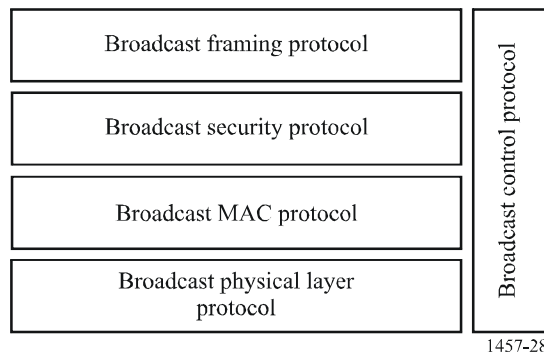 Broadcast framing protocol
Broadcast security protocol
Broadcast MAC protocol
Broadcast physical layer
protocol
Broadcast control protocol
1457-28